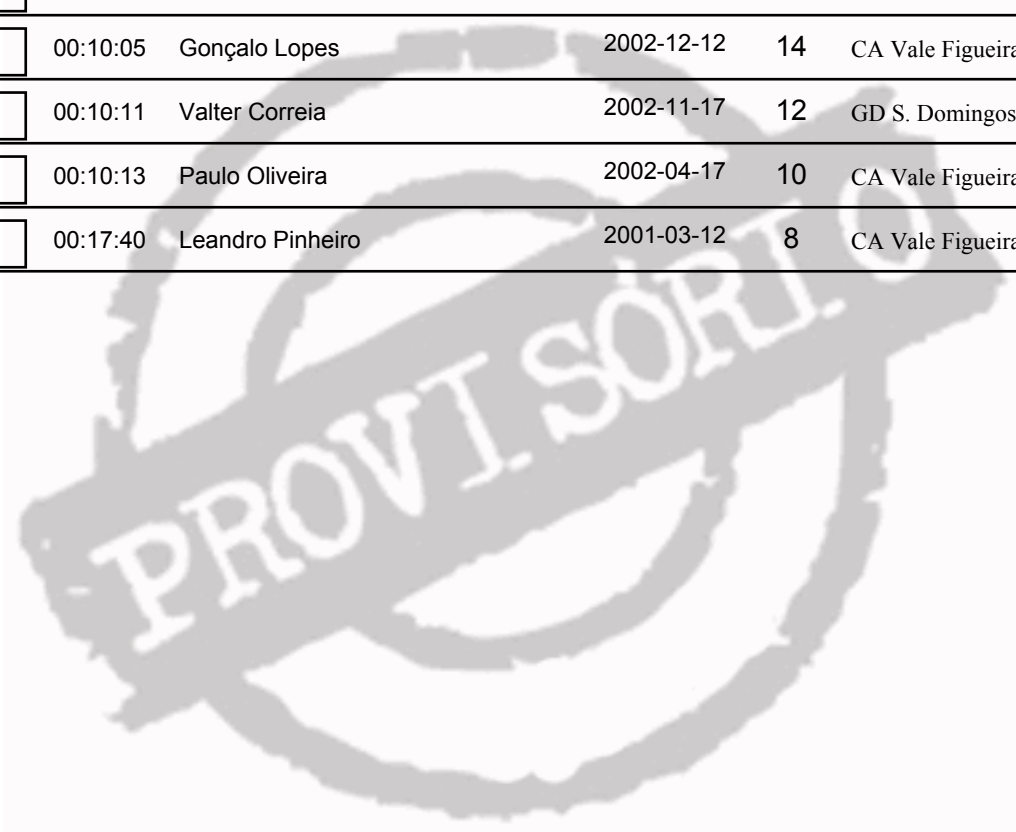 00:10:05 Gonçalo Lopes 2002-12-12 14 CA Vale Figueira
00:10:11 Valter Correia 2002-11-17 12 GD S. Domingos
00:10:13 Paulo Oliveira 2002-04-17 10 CA Vale Figueira
00:17:40 Leandro Pinheiro 2001-03-12 8 CA Vale Figueira
PROVISÓRIO